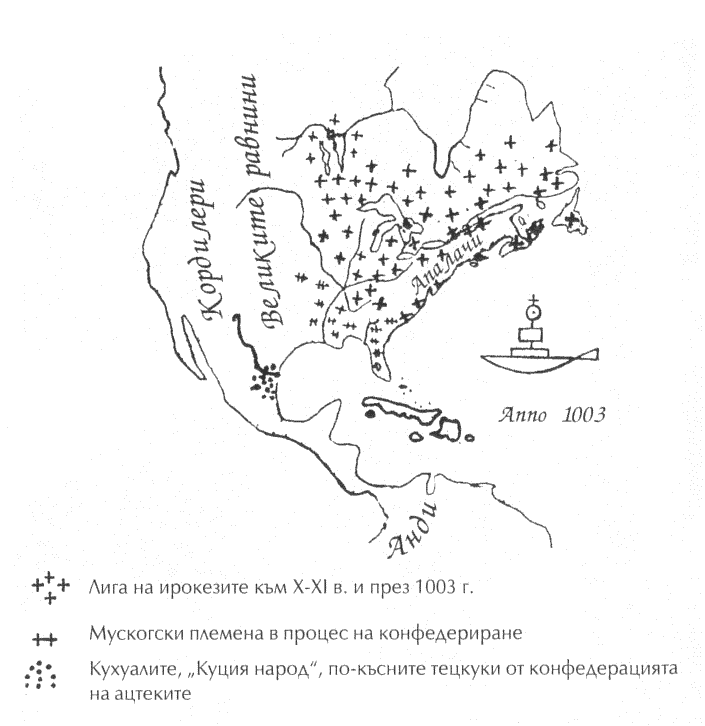 Кордилери
Великите равнини
Апалачи
Anno 1003
Анди
Лига на ирокезите към X-XI в. и през 1003 г.
Мускогски племена в процес на конфедериране
Кухуалите, „Куция народ“, по-късните тецкуки от конфедерацията
на ацтеките